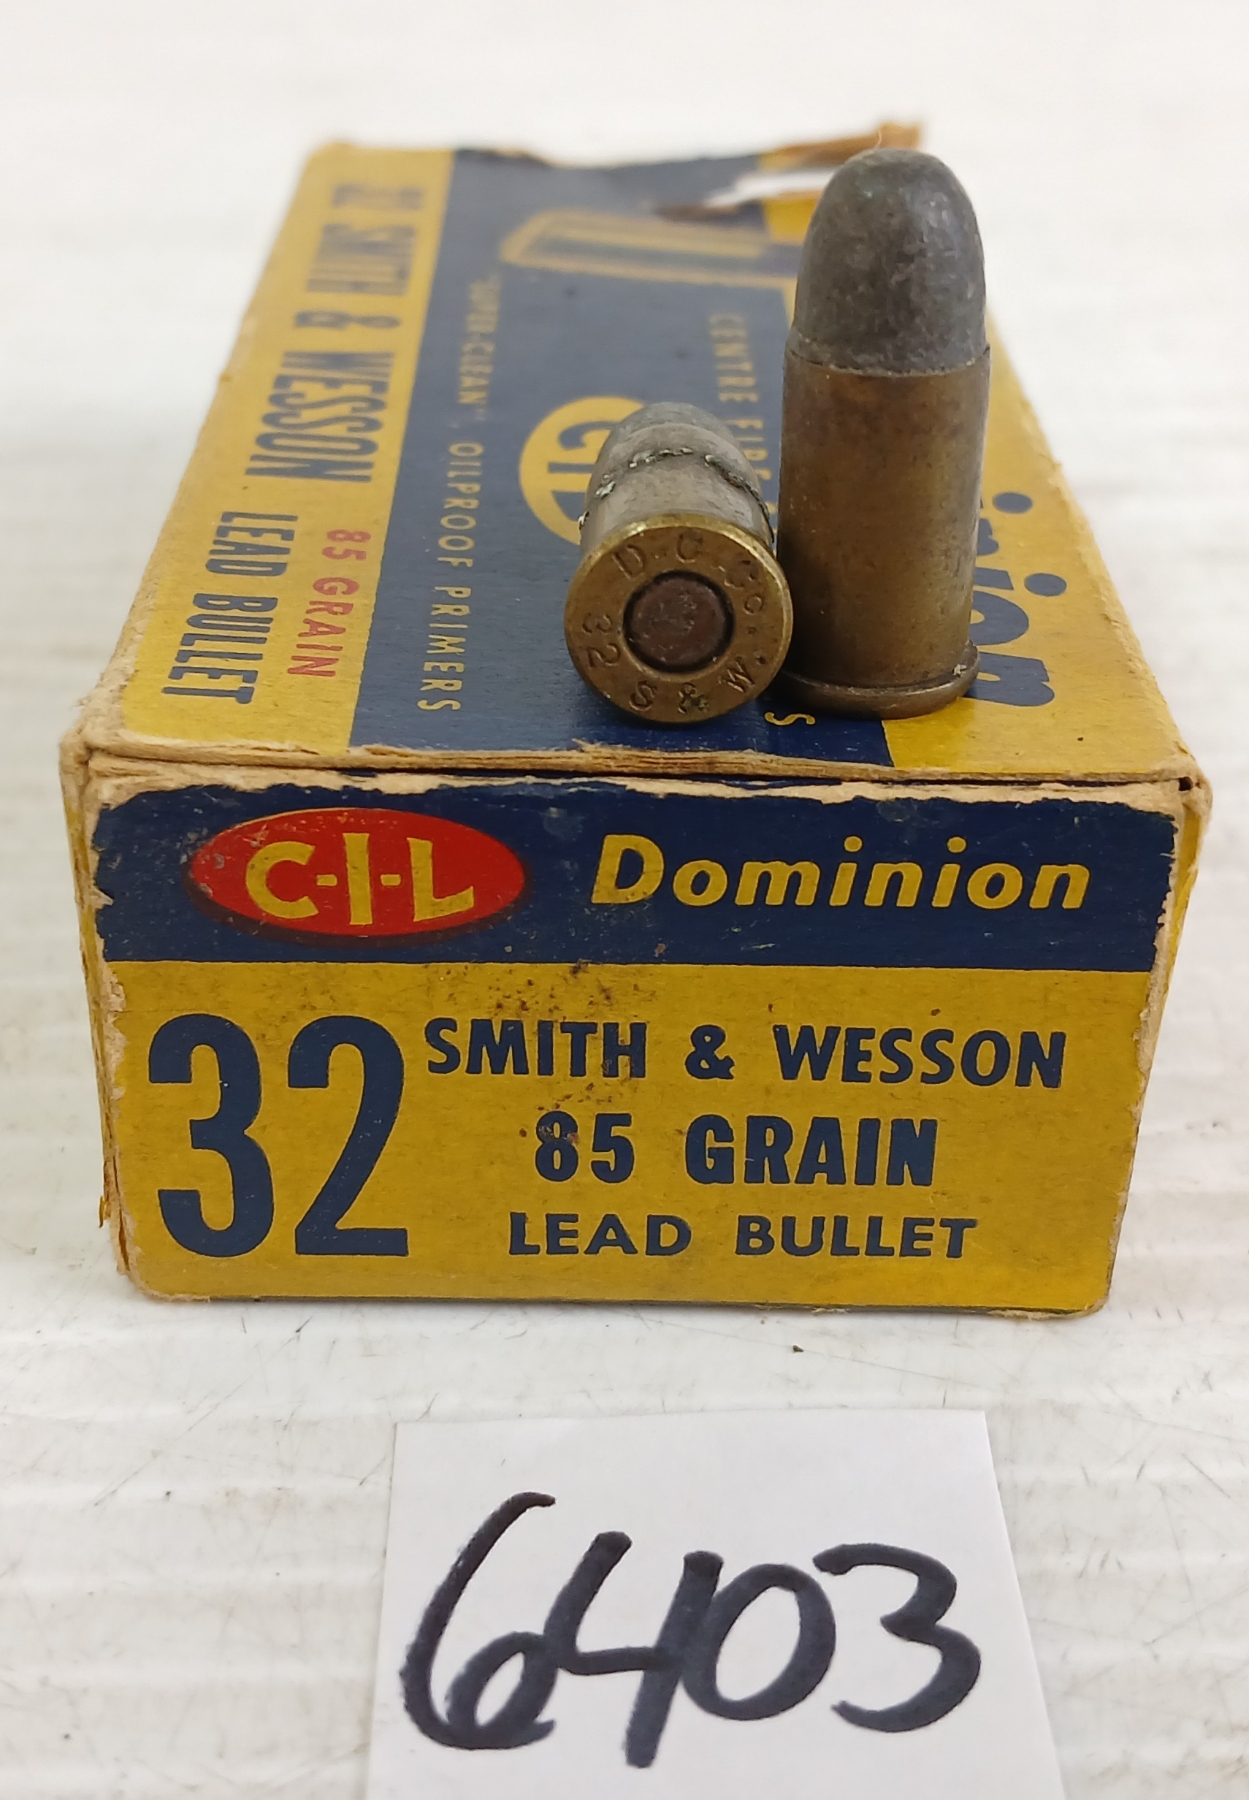 32 SMITH & WESSON
85 GRAIN
LEAD BULLET
"SUPER-CLEAN", OILPROOF PRIMERS
CENTRE FIRE
D.C.Co.
32
S & W.
C-I-L Dominion
32 SMITH & WESSON
85 GRAIN
LEAD BULLET
6403